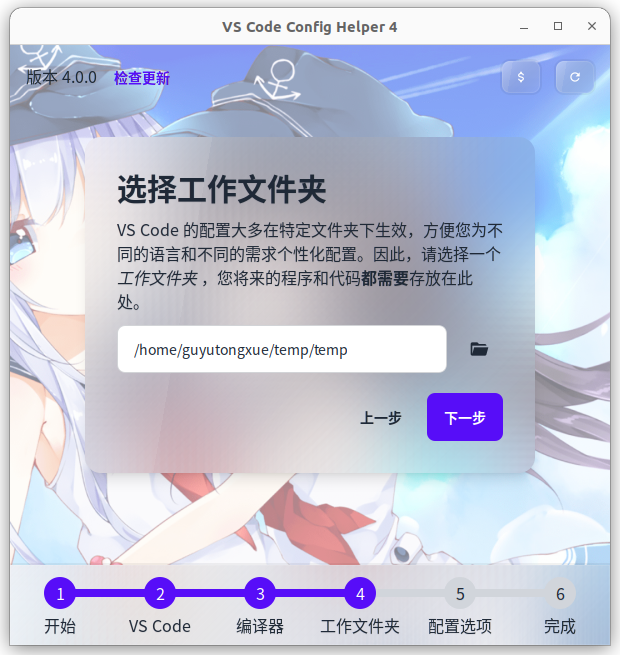 VS Code Config Helper 4
版本 4.0.0 检查更新
$
选择工作文件夹
VS Code 的配置大多在特定文件夹下生效，方便您为不
同的语言和不同的需求个性化配置。因此，请选择一个
工作文件夹，您将来的程序和代码都需要存放在此
处。
/home/guyutongxue/temp/temp
上一步 下一步
1 2 3 4 5 6
开始 VS Code 编译器 工作文件夹 配置选项 完成